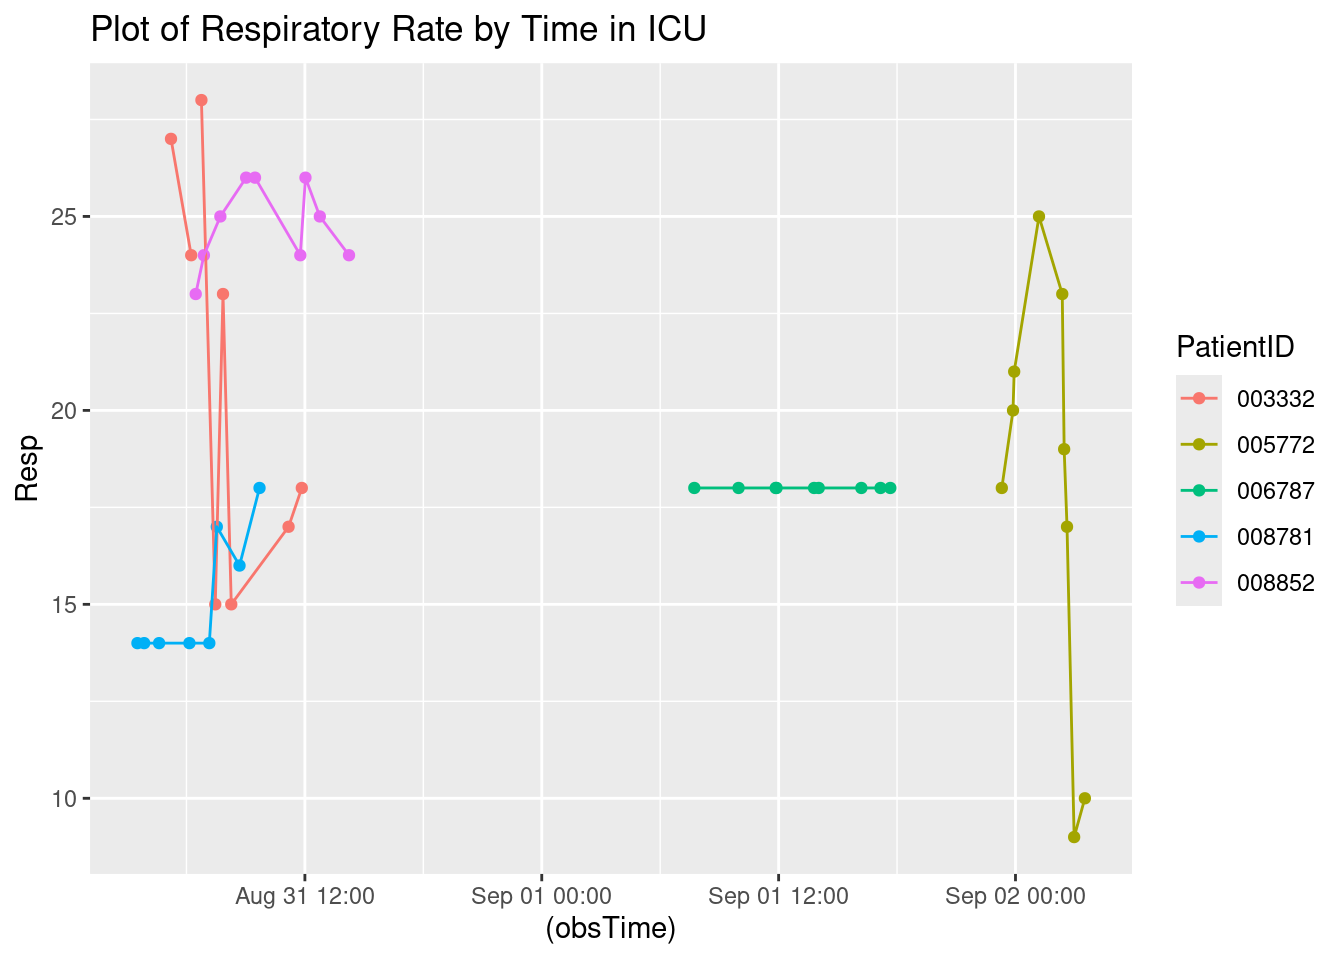 Plot of Respiratory Rate by Time in ICU
25
20
15
10
Resp
Aug 31 12:00
Sep 01 00:00
Sep 01 12:00
Sep 02 00:00
(obsTime)
PatientID
003332
005772
006787
008781
008852